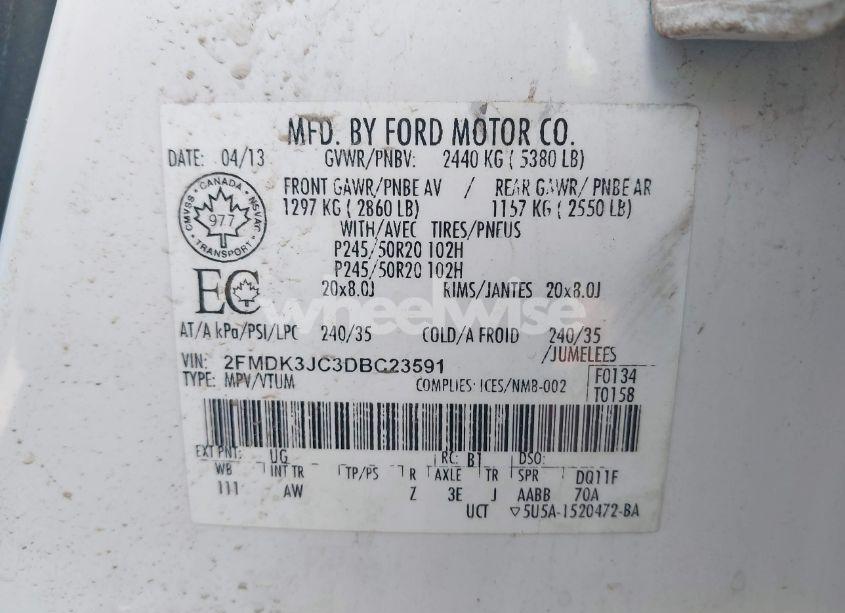 MFD. BY FORD MOTOR CO.
DATE: 04/13 GVWR/PNBV: 2440 KG ( 5380 LB)
FRONT GAWR/PNBE AV / REAR GAWR/ PNBE AR
1297 KG ( 2860 LB) 1157 KG ( 2550 LB)
CMVSS · CANADA · NSVAC
977
TRANSPORT
WITH/AVEC TIRES/PNEUS
P245/50R20 102H
P245/50R20 102H
EC
20x8.0J RIMS/JANTES 20x8.0J
wheelwise
AT/A kPa/PSI/LPC 240/35 COLD/A FROID 240/35
/JUMELEES
VIN: 2FMDK3JC3DBC23591
TYPE: MPV/VTUM COMPLIES: ICES/NMB-002
F0134
T0158
EXT PNT: UG RC: B1 DSO:
WB INT TR TP/PS R AXLE TR SPR DQ11F
111 AW Z 3E J AABB 70A
UCT ▽5U5A-1520472-BA